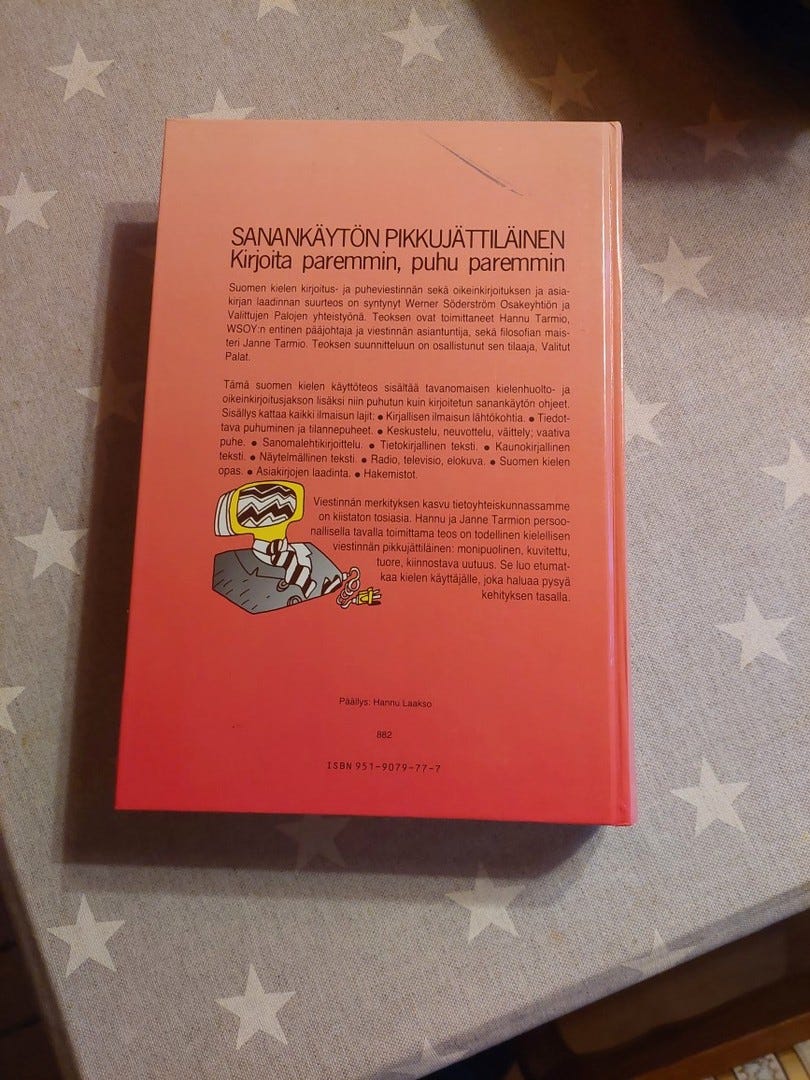 SANANKÄYTÖN PIKKUJÄTTILÄINEN
Kirjoita paremmin, puhu paremmin
Suomen kielen kirjoitus- ja puheviestinnän sekä oikeinkirjoituksen ja asia-
kirjan laadinnan suurteos on syntynyt Werner Söderström Osakeyhtiön ja
Valittujen Palojen yhteistyönä. Teoksen ovat toimittaneet Hannu Tarmio,
WSOY:n entinen pääjohtaja ja viestinnän asiantuntija, sekä filosofian mais-
teri Janne Tarmio. Teoksen suunnitteluun on osallistunut sen tilaaja, Valitut
Palat.
Tämä suomen kielen käyttöteos sisältää tavanomaisen kielenhuolto- ja
oikeinkirjoitusjakson lisäksi niin puhutun kuin kirjoitetun sanankäytön ohjeet.
Sisällys kattaa kaikki ilmaisun lajit: ● Kirjallisen ilmaisun lähtökohtia. ● Tiedot-
tava puhuminen ja tilannepuheet. ● Keskustelu, neuvottelu, väittely; vaativa
puhe. ● Sanomalehtikirjoittelu. ● Tietokirjallinen teksti. ● Kaunokirjallinen
teksti. ● Näytelmällinen teksti. ● Radio, televisio, elokuva. ● Suomen kielen
opas. ● Asiakirjojen laadinta. ● Hakemistot.
Viestinnän merkityksen kasvu tietoyhteiskunnassamme
on kiistaton tosiasia. Hannu ja Janne Tarmion persoo-
nallisella tavalla toimittama teos on todellinen kielellisen
viestinnän pikkujättiläinen: monipuolinen, kuvitettu,
tuore, kiinnostava uutuus. Se luo etumat-
kaa kielen käyttäjälle, joka haluaa pysyä
kehityksen tasalla.
Päällys: Hannu Laakso
882
ISBN 951-9079-77-7